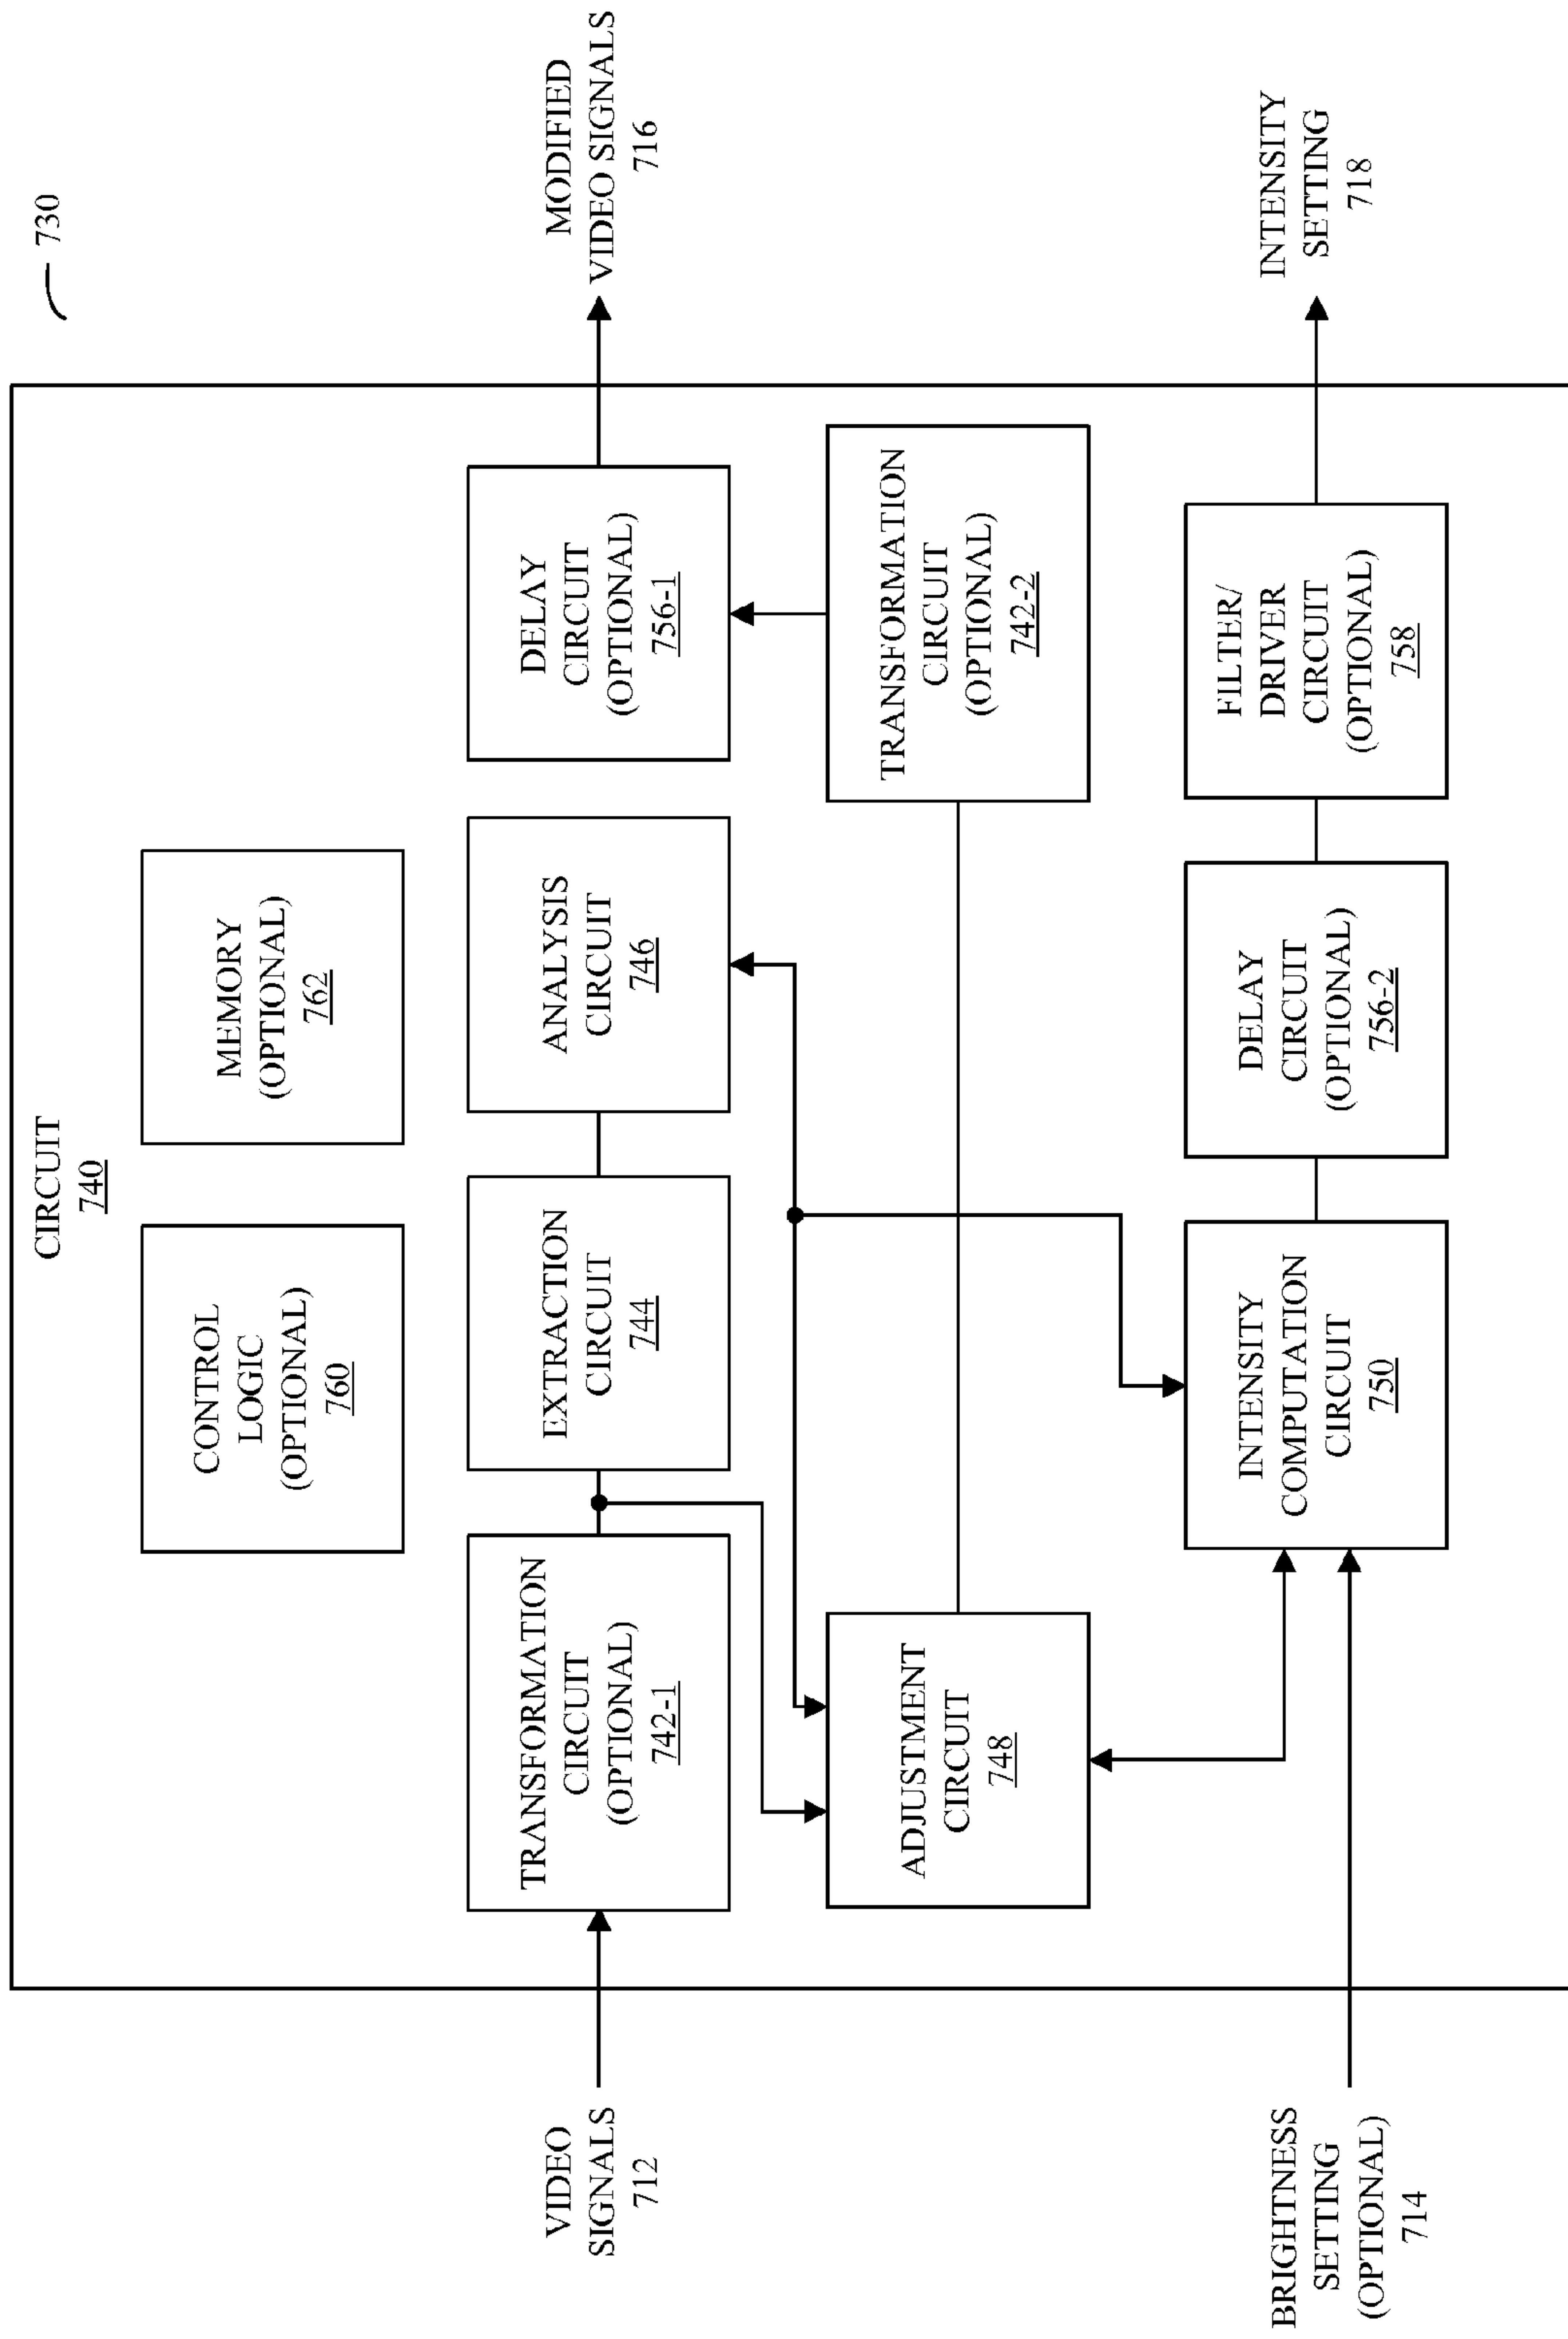 730
CIRCUIT
740
CONTROL
LOGIC
(OPTIONAL)
760
MEMORY
(OPTIONAL)
762
VIDEO
SIGNALS
712
TRANSFORMATION
CIRCUIT
(OPTIONAL)
742-1
EXTRACTION
CIRCUIT
744
ANALYSIS
CIRCUIT
746
DELAY
CIRCUIT
(OPTIONAL)
756-1
MODIFIED
VIDEO SIGNALS
716
ADJUSTMENT
CIRCUIT
748
TRANSFORMATION
CIRCUIT
(OPTIONAL)
742-2
BRIGHTNESS
SETTING
(OPTIONAL)
714
INTENSITY
COMPUTATION
CIRCUIT
750
DELAY
CIRCUIT
(OPTIONAL)
756-2
FILTER/
DRIVER
CIRCUIT
(OPTIONAL)
758
INTENSITY
SETTING
718